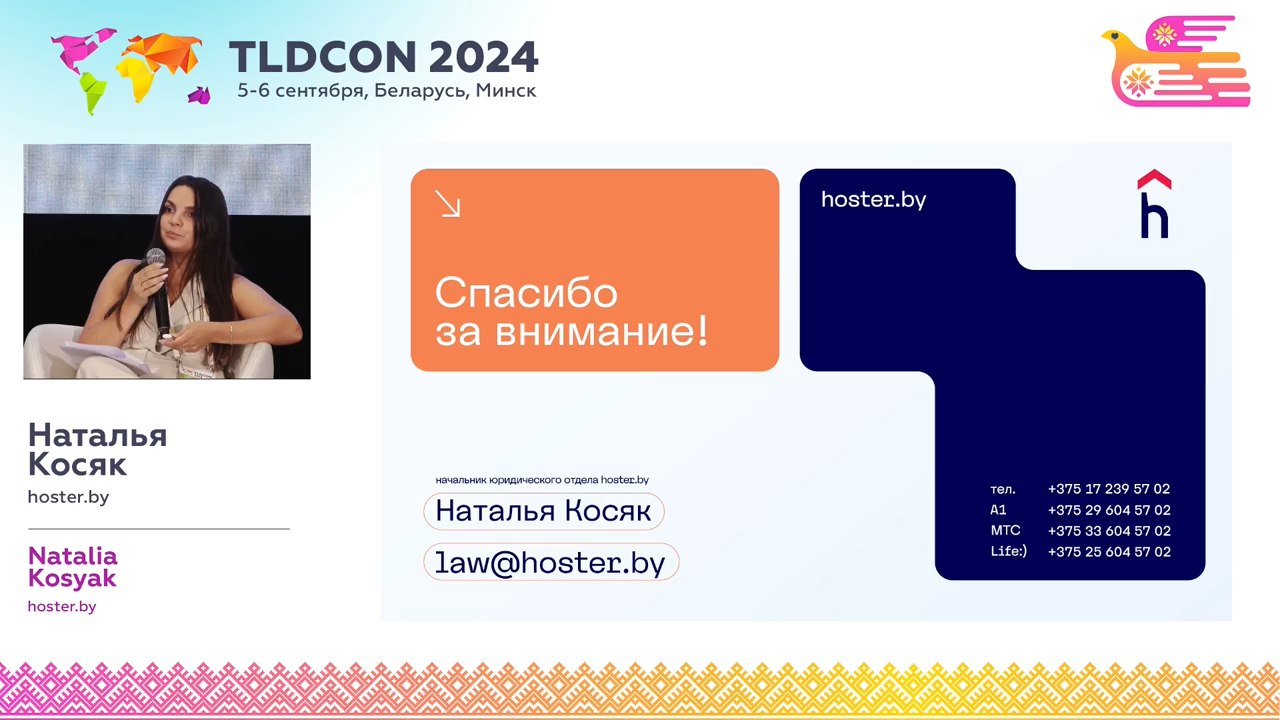 TLDCON 2024
5-6 сентября, Беларусь, Минск
Наталья
Косяк
hoster.by
Natalia
Kosyak
hoster.by
Спасибо
за внимание!
начальник юридического отдела hoster.by
Наталья Косяк
law@hoster.by
hoster.by
h
тел. +375 17 239 57 02
A1 +375 29 604 57 02
МТС +375 33 604 57 02
Life:) +375 25 604 57 02